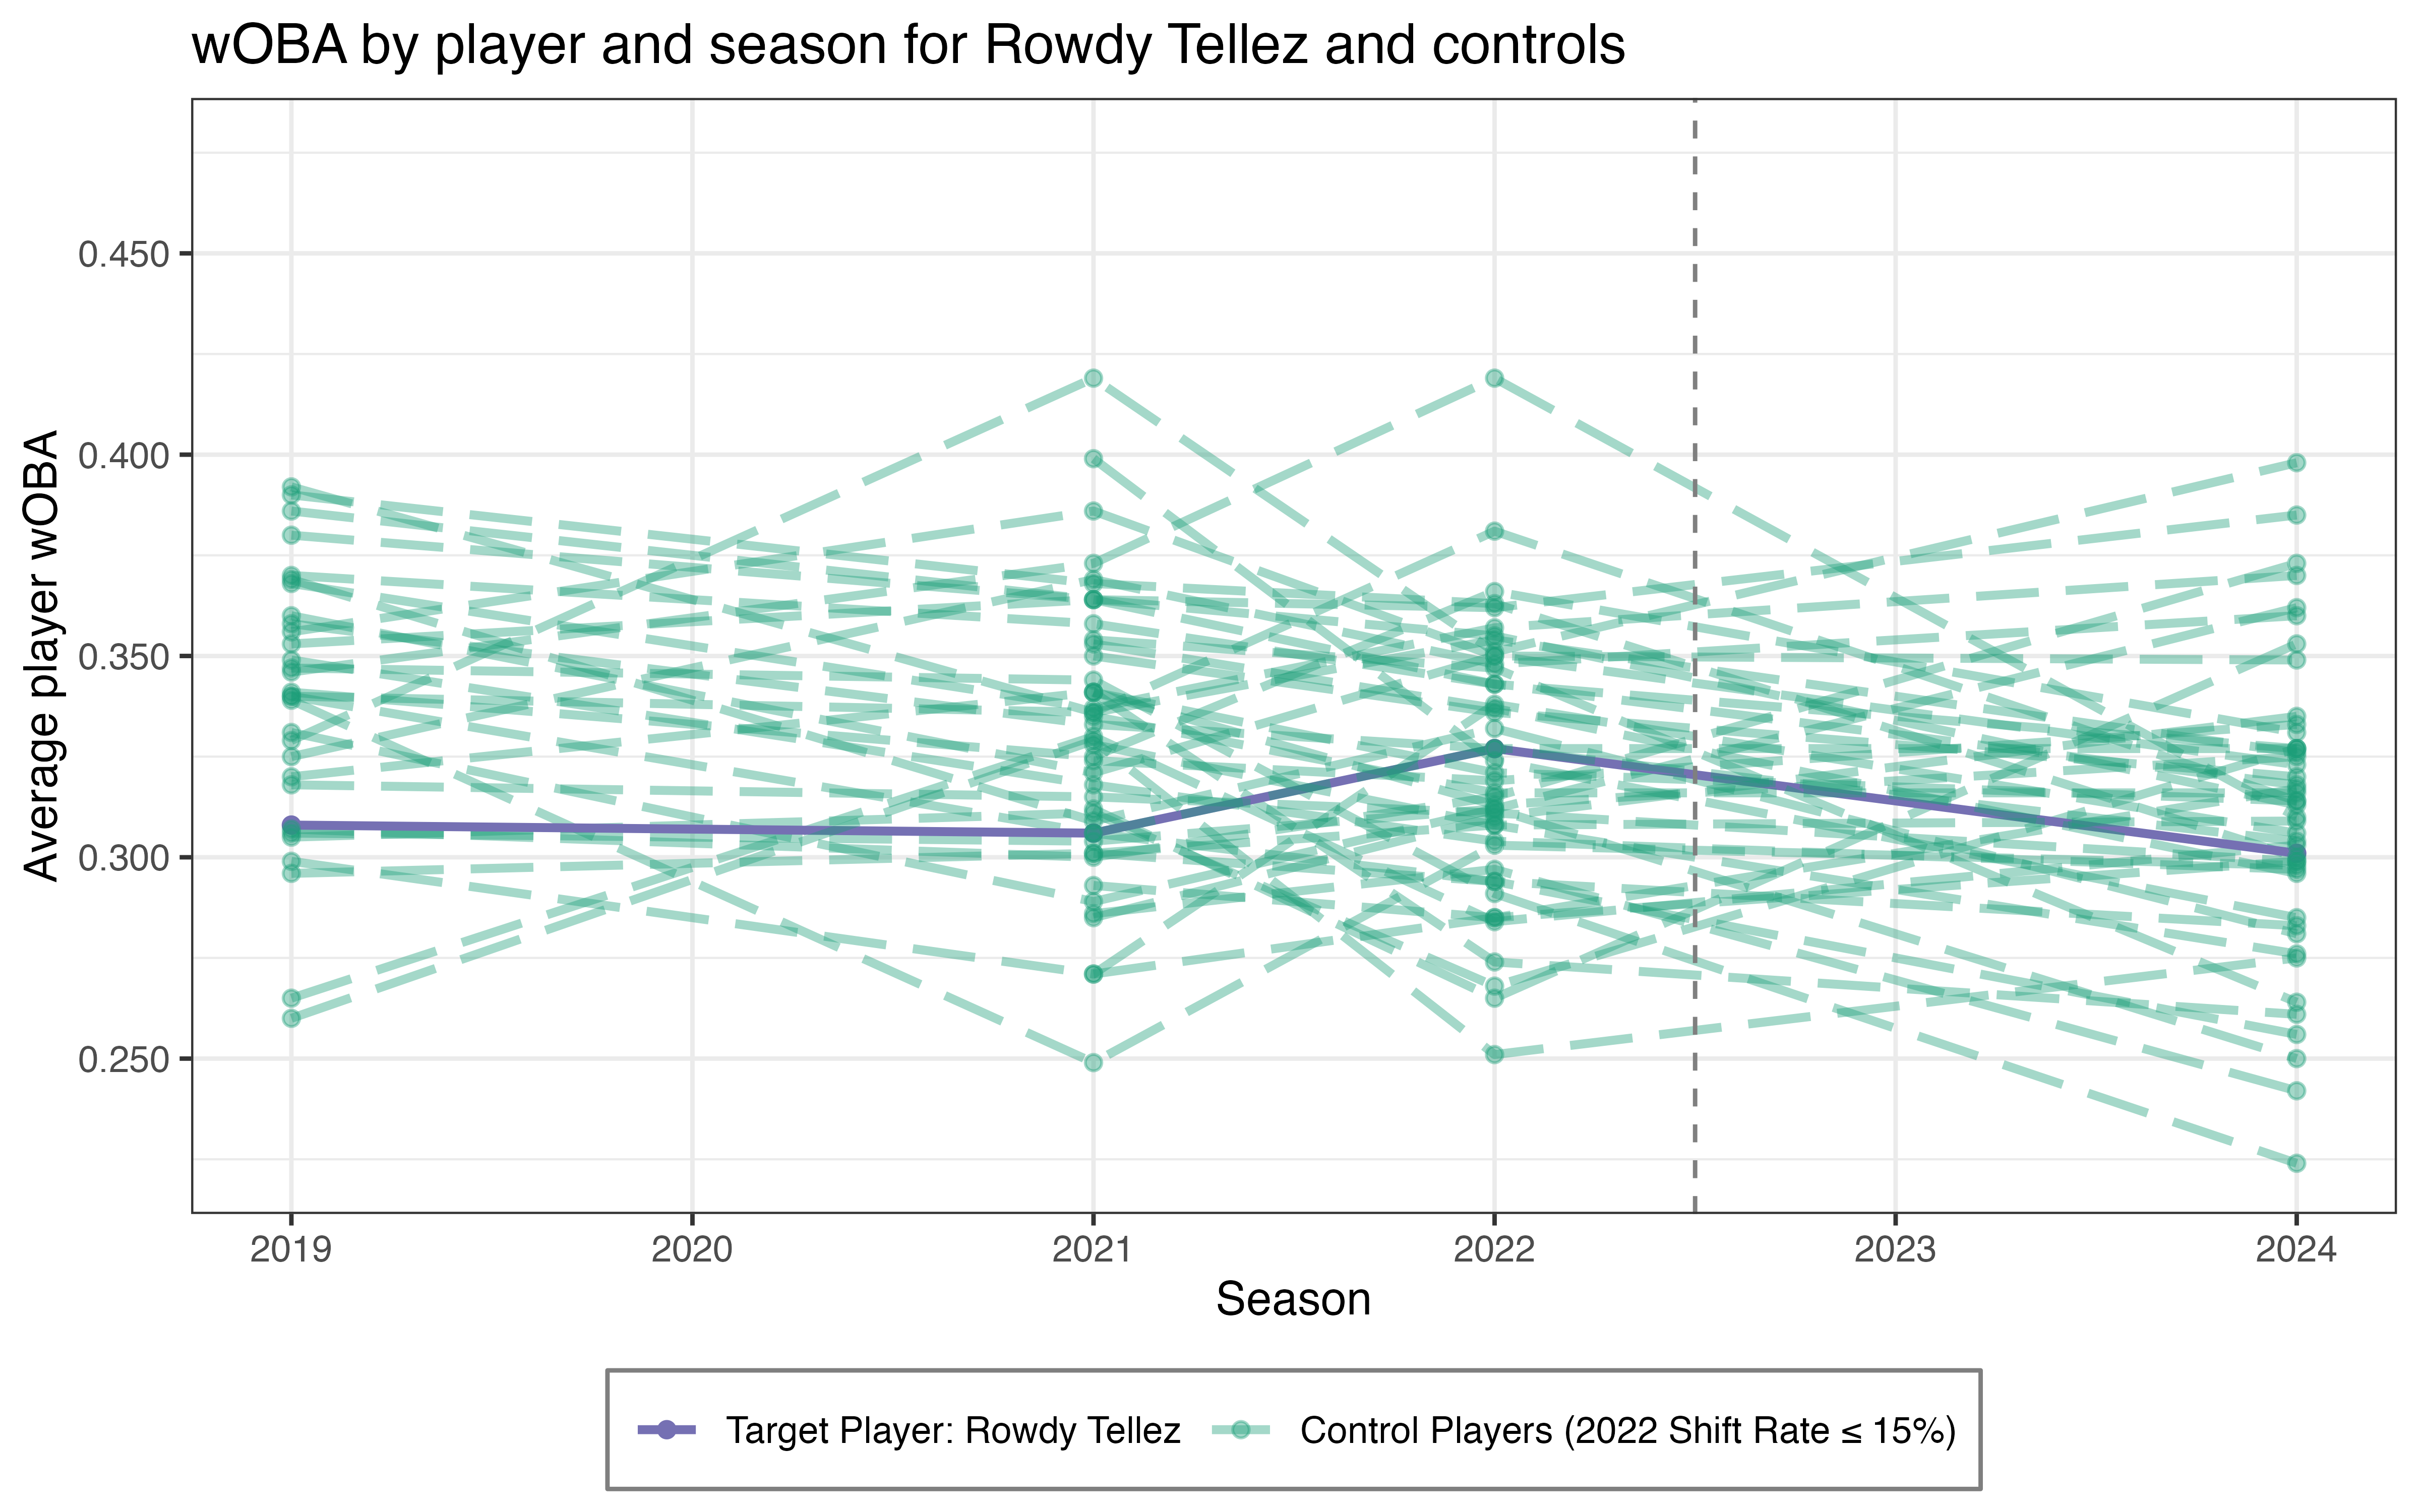 wOBA by player and season for Rowdy Tellez and controls
Average player wOBA
0.450
0.400
0.350
0.300
0.250
2019 2020 2021 2022 2023 2024
Season
Target Player: Rowdy Tellez Control Players (2022 Shift Rate ≤ 15%)